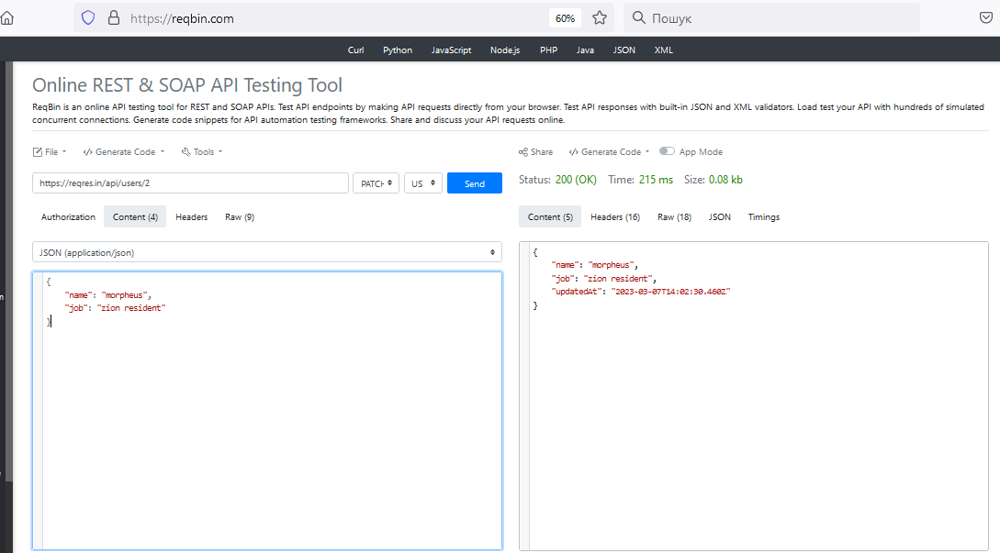 https://reqbin.com 60% Пошук
Curl Python JavaScript Node.js PHP Java JSON XML
Online REST & SOAP API Testing Tool
ReqBin is an online API testing tool for REST and SOAP APIs. Test API endpoints by making API requests directly from your browser. Test API responses with built-in JSON and XML validators. Load test your API with hundreds of simulated
concurrent connections. Generate code snippets for API automation testing frameworks. Share and discuss your API requests online.
File Generate Code Tools
https://reqres.in/api/users/2 PATCH US Send
Authorization Content (4) Headers Raw (9)
JSON (application/json)
{
"name": "morpheus",
"job": "zion resident"
}
Share Generate Code App Mode
Status: 200 (OK) Time: 215 ms Size: 0.08 kb
Content (5) Headers (16) Raw (18) JSON Timings
{
"name": "morpheus",
"job": "zion resident",
"updatedAt": "2023-03-07T14:02:30.460Z"
}